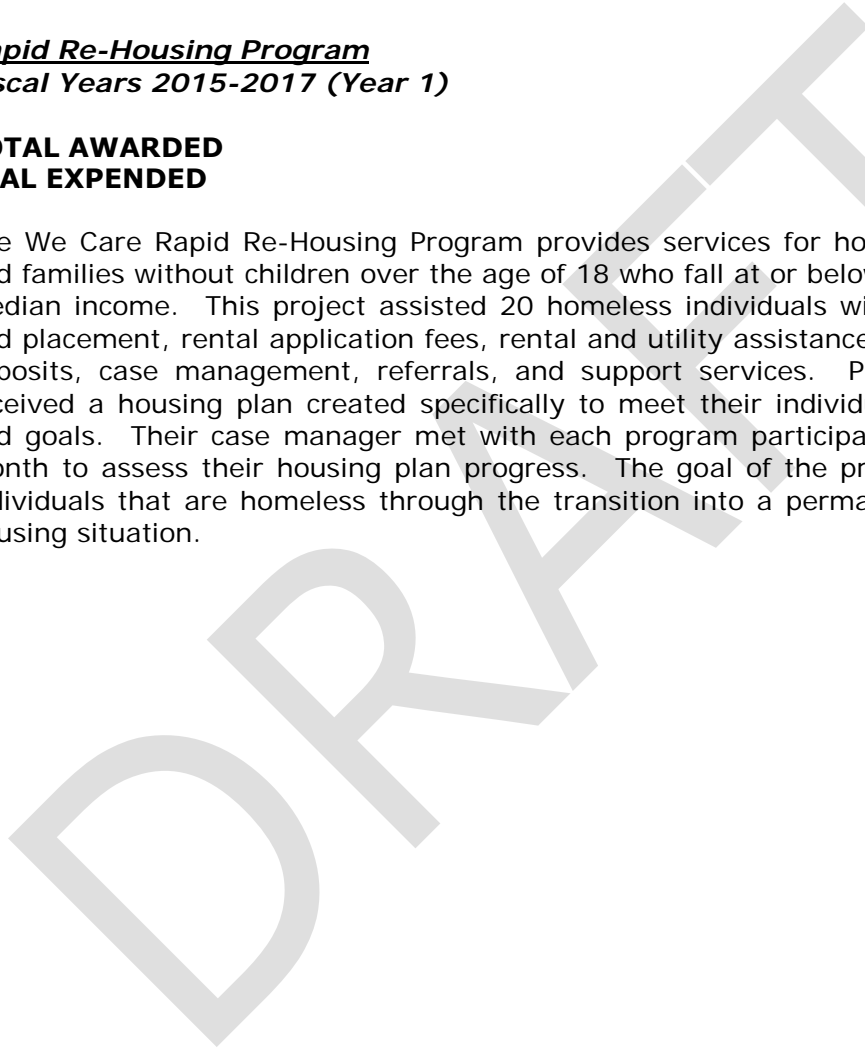 apid Re-Housing Program
iscal Years 2015-2017 (Year 1)
OTAL AWARDED
AL EXPENDED
e We Care Rapid Re-Housing Program provides services for ho
d families without children over the age of 18 who fall at or below
edian income. This project assisted 20 homeless individuals wi
d placement, rental application fees, rental and utility assistance
posits, case management, referrals, and support services. P
ceived a housing plan created specifically to meet their individ
d goals. Their case manager met with each program participa
onth to assess their housing plan progress. The goal of the pr
dividuals that are homeless through the transition into a perma
using situation.
DRAFT